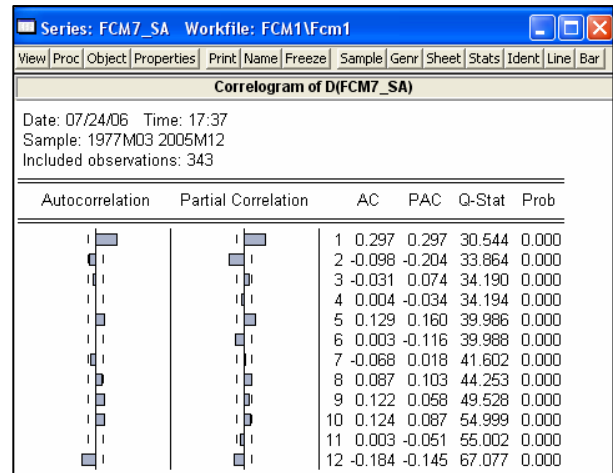 Series: FCM7_SA Workfile: FCM1\Fcm1
View Proc Object Properties Print Name Freeze Sample Genr Sheet Stats Ident Line Bar
Correlogram of D(FCM7_SA)
Date: 07/24/06 Time: 17:37
Sample: 1977M03 2005M12
Included observations: 343
Autocorrelation Partial Correlation AC PAC Q-Stat Prob
1 0.297 0.297 30.544 0.000
2 -0.098 -0.204 33.864 0.000
3 -0.031 0.074 34.190 0.000
4 0.004 -0.034 34.194 0.000
5 0.129 0.160 39.986 0.000
6 0.003 -0.116 39.988 0.000
7 -0.068 0.018 41.602 0.000
8 0.087 0.103 44.253 0.000
9 0.122 0.058 49.528 0.000
10 0.124 0.087 54.999 0.000
11 0.003 -0.051 55.002 0.000
12 -0.184 -0.145 67.077 0.000